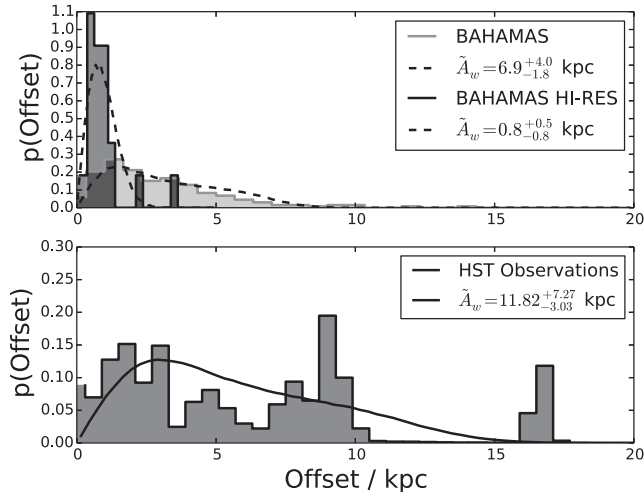 1.1
1.0
0.9
0.8
0.7
0.6
0.5
0.4
0.3
0.2
0.1
0.0
p(Offset)
BAHAMAS
Ã_w=6.9^{+4.0}_{-1.8} kpc
BAHAMAS HI-RES
Ã_w=0.8^{+0.5}_{-0.8} kpc
0 5 10 15 20
0.30
0.25
0.20
0.15
0.10
0.05
0.00
p(Offset)
HST Observations
Ã_w=11.82^{+7.27}_{-3.03} kpc
0 5 10 15 20
Offset / kpc